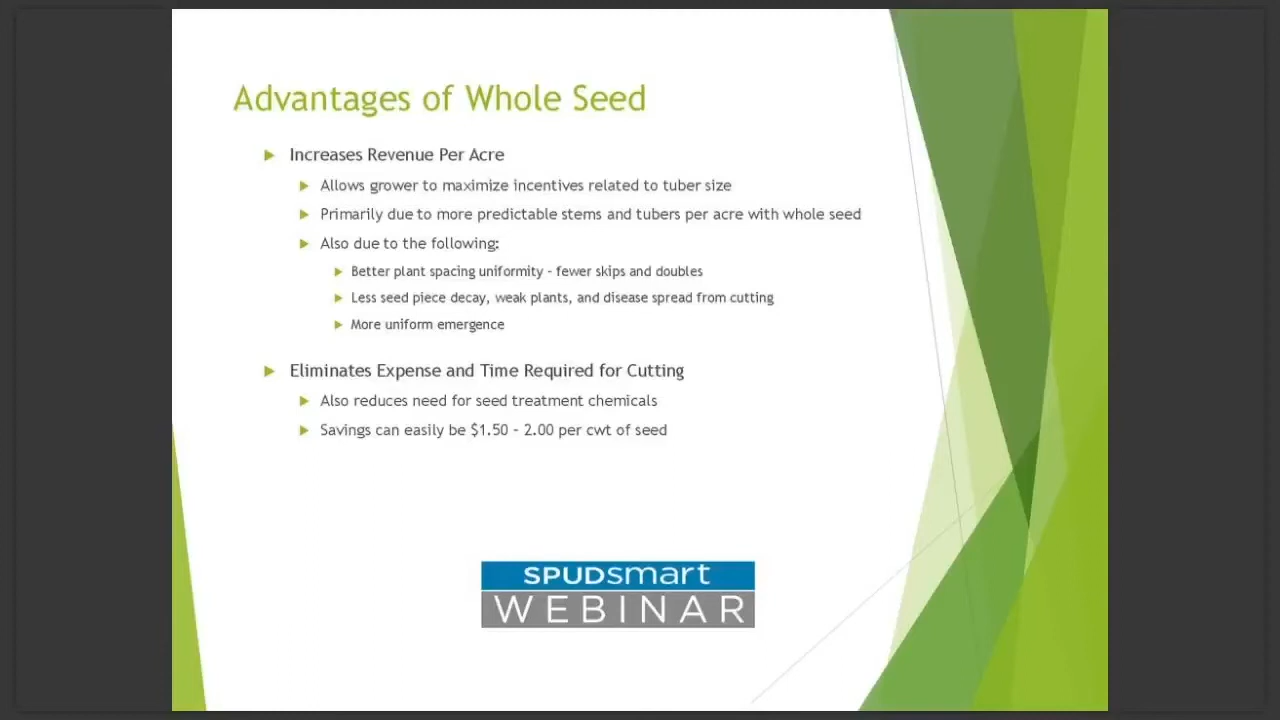 Advantages of Whole Seed
Increases Revenue Per Acre
Allows grower to maximize incentives related to tuber size
Primarily due to more predictable stems and tubers per acre with whole seed
Also due to the following:
Better plant spacing uniformity - fewer skips and doubles
Less seed piece decay, weak plants, and disease spread from cutting
More uniform emergence
Eliminates Expense and Time Required for Cutting
Also reduces need for seed treatment chemicals
Savings can easily be $1.50 - 2.00 per cwt of seed
SPUDsmart
WEBINAR